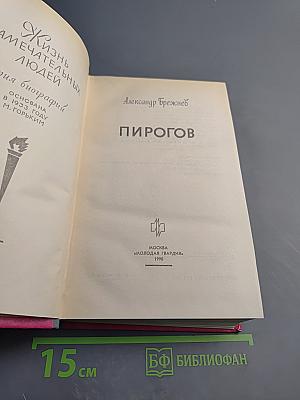 Жизнь
ЗАМЕЧАТЕЛЬНЫХ
ЛЮДЕЙ
Серия биографий
ОСНОВАНА
В 1933 ГОДУ
М. ГОРЬКИМ
Александр Брежнев
ПИРОГОВ
МОСКВА
«МОЛОДАЯ ГВАРДИЯ»
1990
15 см
БФ БИБЛИОФАН